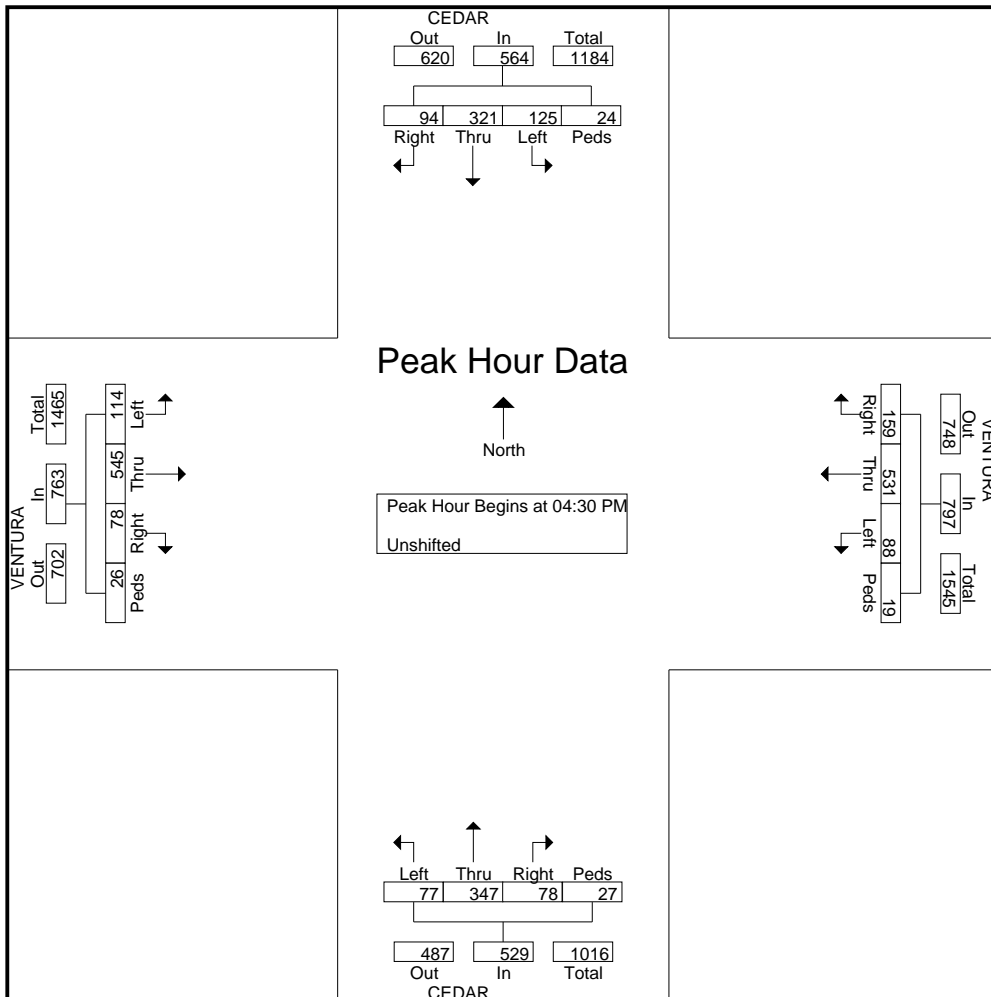 CEDAR
Out In Total
620 564 1184
94 321 125 24
Right Thru Left Peds
Peak Hour Data
North
Peak Hour Begins at 04:30 PM
Unshifted
VENTURA
Out In Total
702 763 1465
114 545 78 26
Left Thru Right Peds
VENTURA
Out In Total
748 797 1545
159 531 88 19
Right Thru Left Peds
Left Thru Right Peds
77 347 78 27
487 529 1016
Out In Total
CEDAR